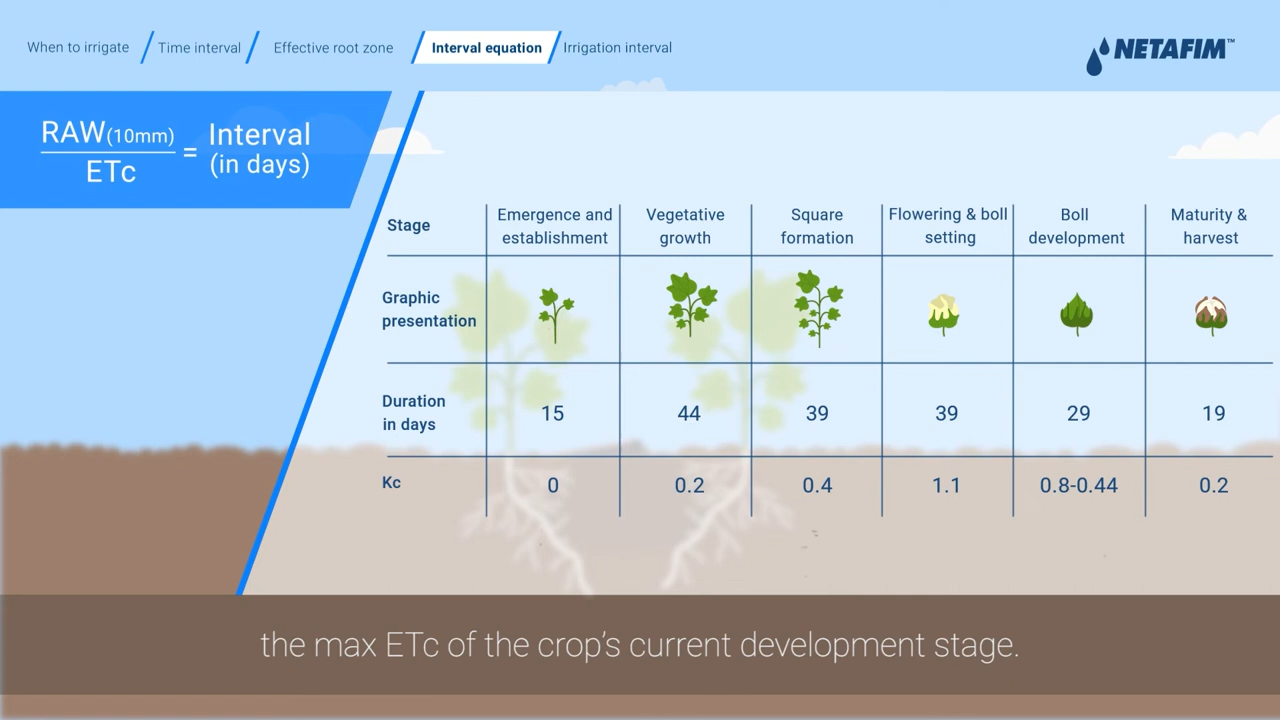 When to irrigate
Time interval
Effective root zone
Interval equation
Irrigation interval
NETAFIM™
RAW(10mm)
ETc
=
Interval
(in days)
Stage
Emergence and
establishment
Vegetative
growth
Square
formation
Flowering & boll
setting
Boll
development
Maturity &
harvest
Graphic
presentation
Duration
in days
15
44
39
39
29
19
Kc
0
0.2
0.4
1.1
0.8-0.44
0.2
the max ETc of the crop's current development stage.